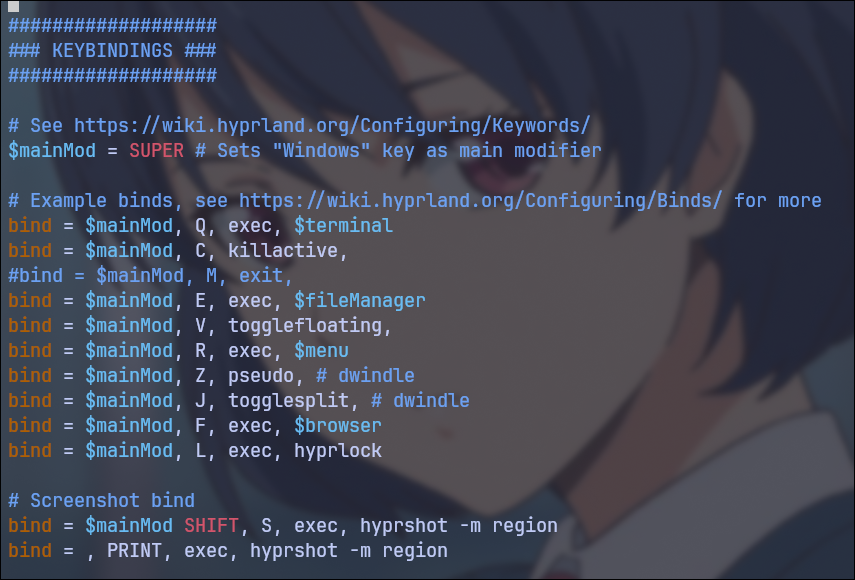 ###################
### KEYBINDINGS ###
###################
# See https://wiki.hyprland.org/Configuring/Keywords/
$mainMod = SUPER # Sets "Windows" key as main modifier
# Example binds, see https://wiki.hyprland.org/Configuring/Binds/ for more
bind = $mainMod, Q, exec, $terminal
bind = $mainMod, C, killactive,
#bind = $mainMod, M, exit,
bind = $mainMod, E, exec, $fileManager
bind = $mainMod, V, togglefloating,
bind = $mainMod, R, exec, $menu
bind = $mainMod, Z, pseudo, # dwindle
bind = $mainMod, J, togglesplit, # dwindle
bind = $mainMod, F, exec, $browser
bind = $mainMod, L, exec, hyprlock
# Screenshot bind
bind = $mainMod SHIFT, S, exec, hyprshot -m region
bind = , PRINT, exec, hyprshot -m region